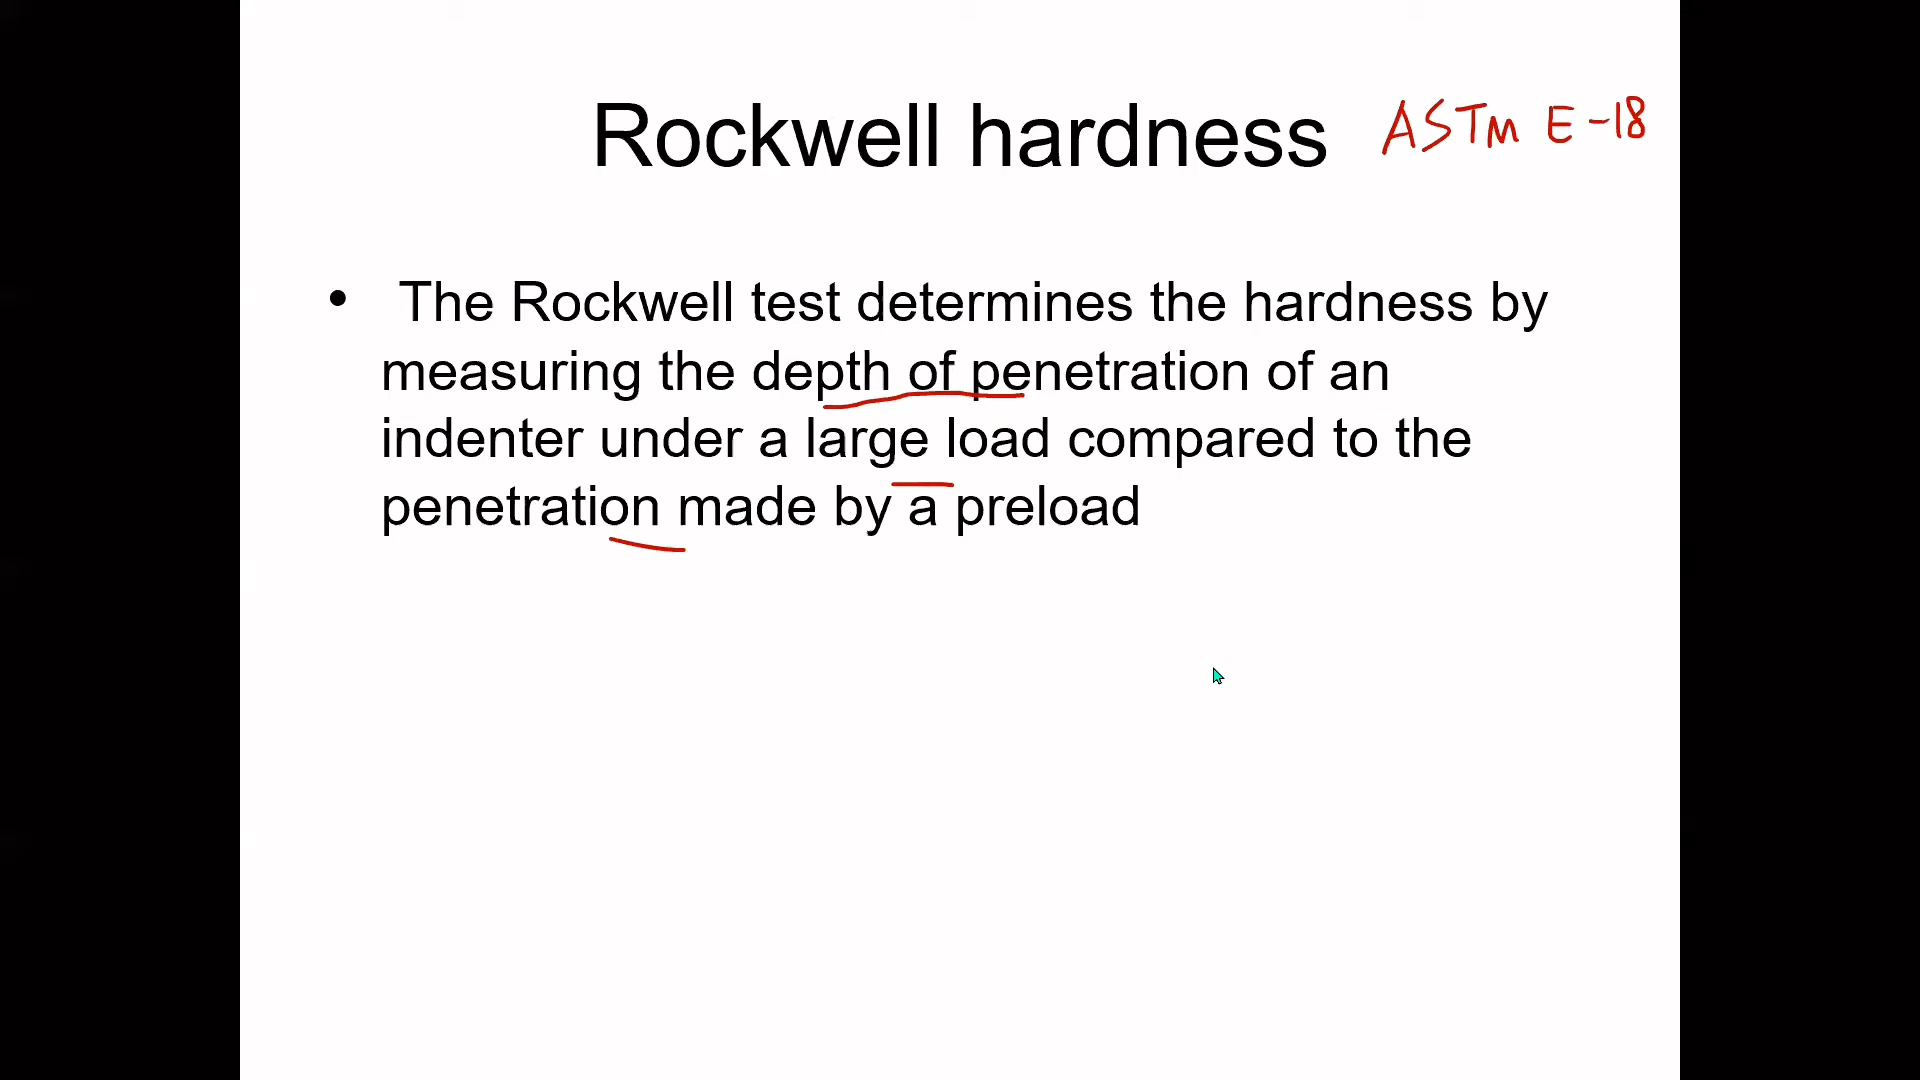 Rockwell hardness ASTM E-18
• The Rockwell test determines the hardness by
measuring the depth of penetration of an
indenter under a large load compared to the
penetration made by a preload